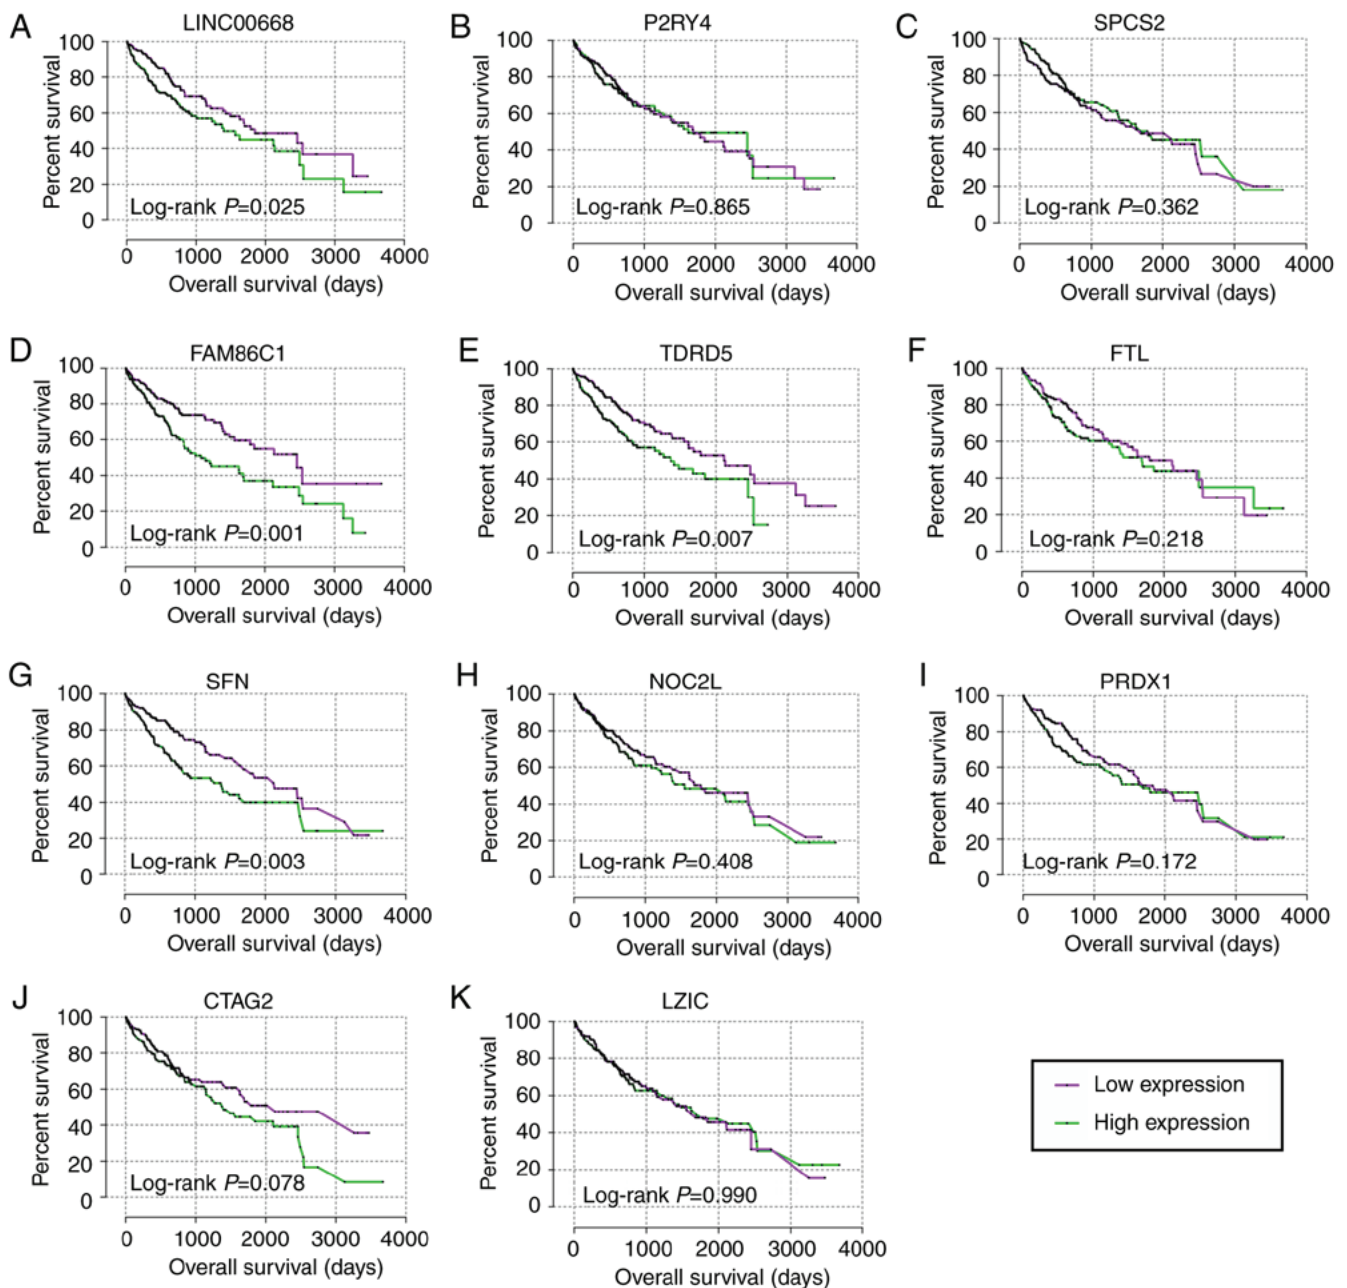 A
LINC00668
Percent survival
100
80
60
40
20
0
Log-rank P=0.025
0 1000 2000 3000 4000
Overall survival (days)
B
P2RY4
Percent survival
100
80
60
40
20
0
Log-rank P=0.865
0 1000 2000 3000 4000
Overall survival (days)
C
SPCS2
Percent survival
100
80
60
40
20
0
Log-rank P=0.362
0 1000 2000 3000 4000
Overall survival (days)
D
FAM86C1
Percent survival
100
80
60
40
20
0
Log-rank P=0.001
0 1000 2000 3000 4000
Overall survival (days)
E
TDRD5
Percent survival
100
80
60
40
20
0
Log-rank P=0.007
0 1000 2000 3000 4000
Overall survival (days)
F
FTL
Percent survival
100
80
60
40
20
0
Log-rank P=0.218
0 1000 2000 3000 4000
Overall survival (days)
G
SFN
Percent survival
100
80
60
40
20
0
Log-rank P=0.003
0 1000 2000 3000 4000
Overall survival (days)
H
NOC2L
Percent survival
100
80
60
40
20
0
Log-rank P=0.408
0 1000 2000 3000 4000
Overall survival (days)
I
PRDX1
Percent survival
100
80
60
40
20
0
Log-rank P=0.172
0 1000 2000 3000 4000
Overall survival (days)
J
CTAG2
Percent survival
100
80
60
40
20
0
Log-rank P=0.078
0 1000 2000 3000 4000
Overall survival (days)
K
LZIC
Percent survival
100
80
60
40
20
0
Log-rank P=0.990
0 1000 2000 3000 4000
Overall survival (days)
Low expression
High expression